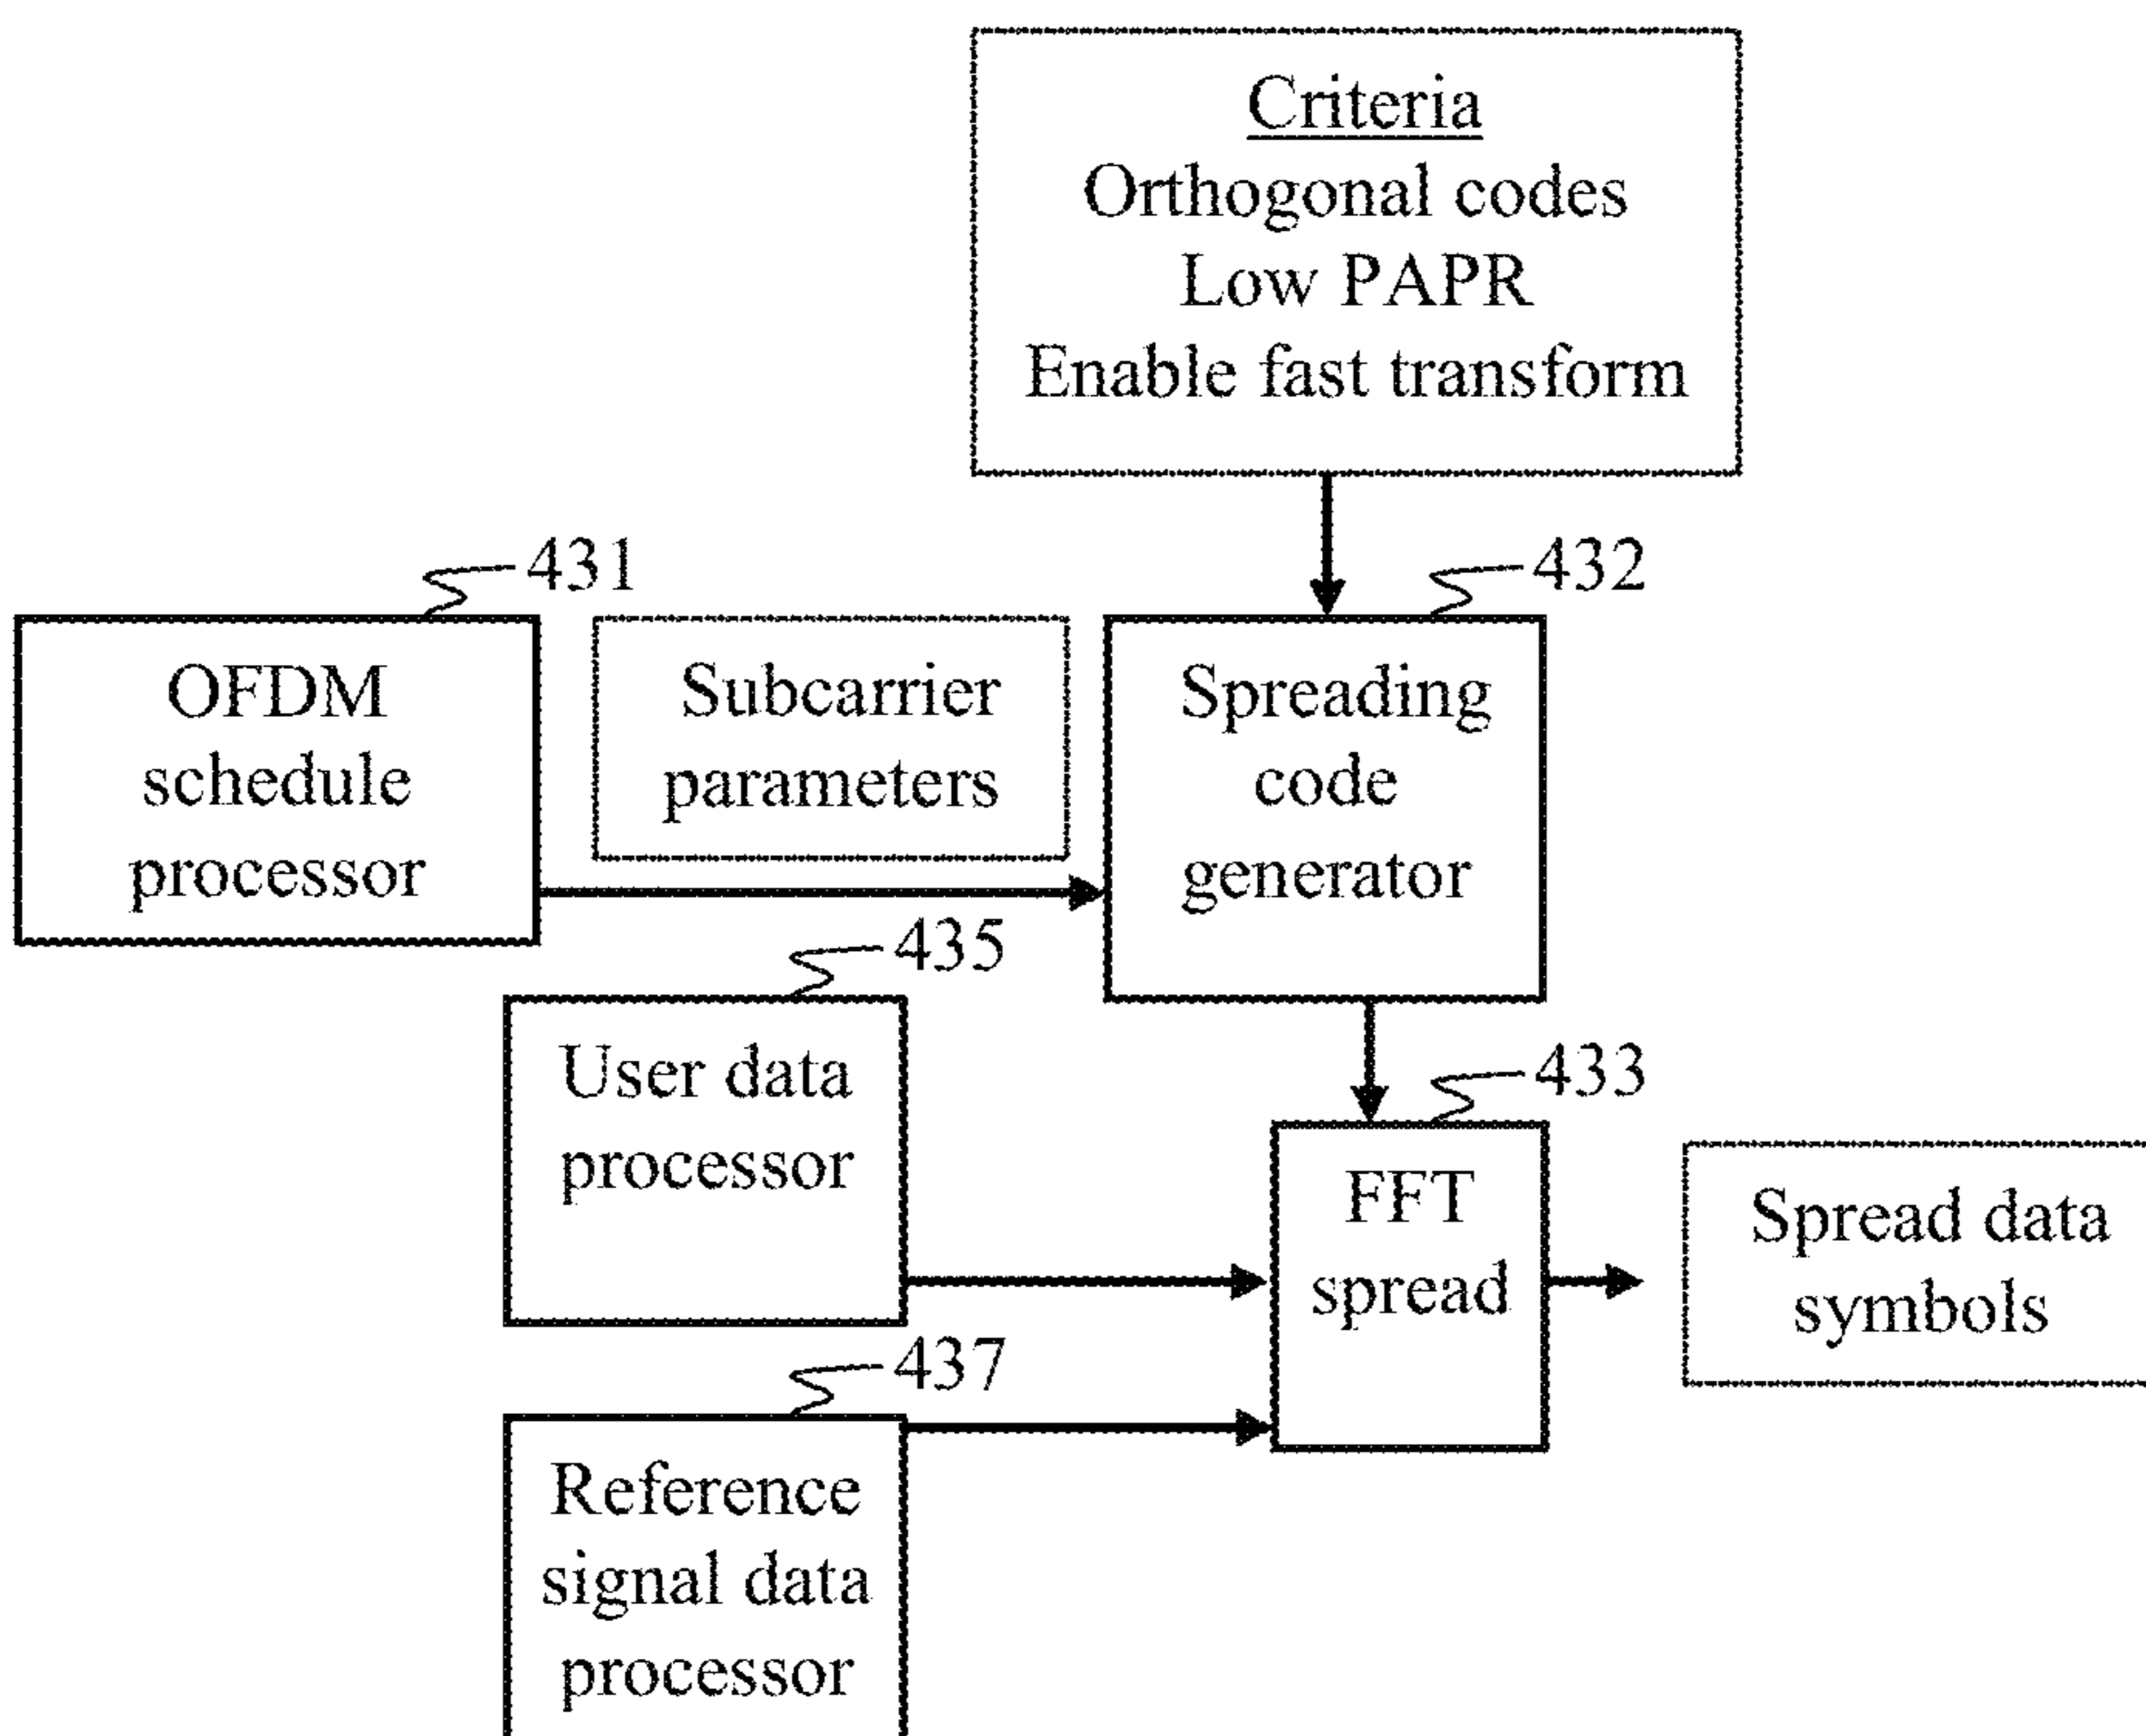 Criteria
Orthogonal codes
Low PAPR
Enable fast transform
431
432
OFDM
schedule
processor
Subcarrier
parameters
Spreading
code
generator
435
User data
processor
433
FFT
spread
Spread data
symbols
437
Reference
signal data
processor